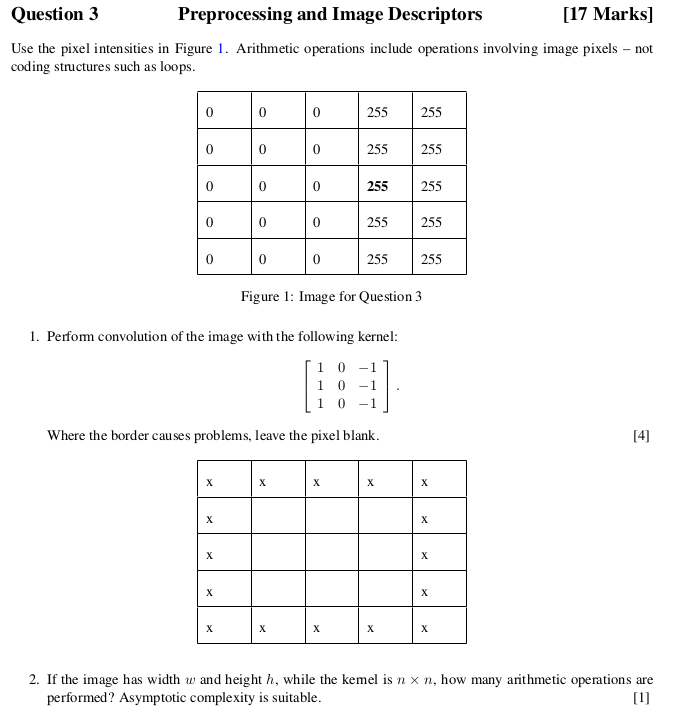 Question 3 Preprocessing and Image Descriptors [17 Marks]
Use the pixel intensities in Figure 1. Arithmetic operations include operations involving image pixels – not
coding structures such as loops.
0 0 0 255 255
0 0 0 255 255
0 0 0 255 255
0 0 0 255 255
0 0 0 255 255
Figure 1: Image for Question 3
1. Perform convolution of the image with the following kernel:
1 0 −1
1 0 −1 .
1 0 −1
Where the border causes problems, leave the pixel blank. [4]
x x x x x
x x
x x
x x
x x x x x
2. If the image has width w and height h, while the kernel is n × n, how many arithmetic operations are
performed? Asymptotic complexity is suitable. [1]